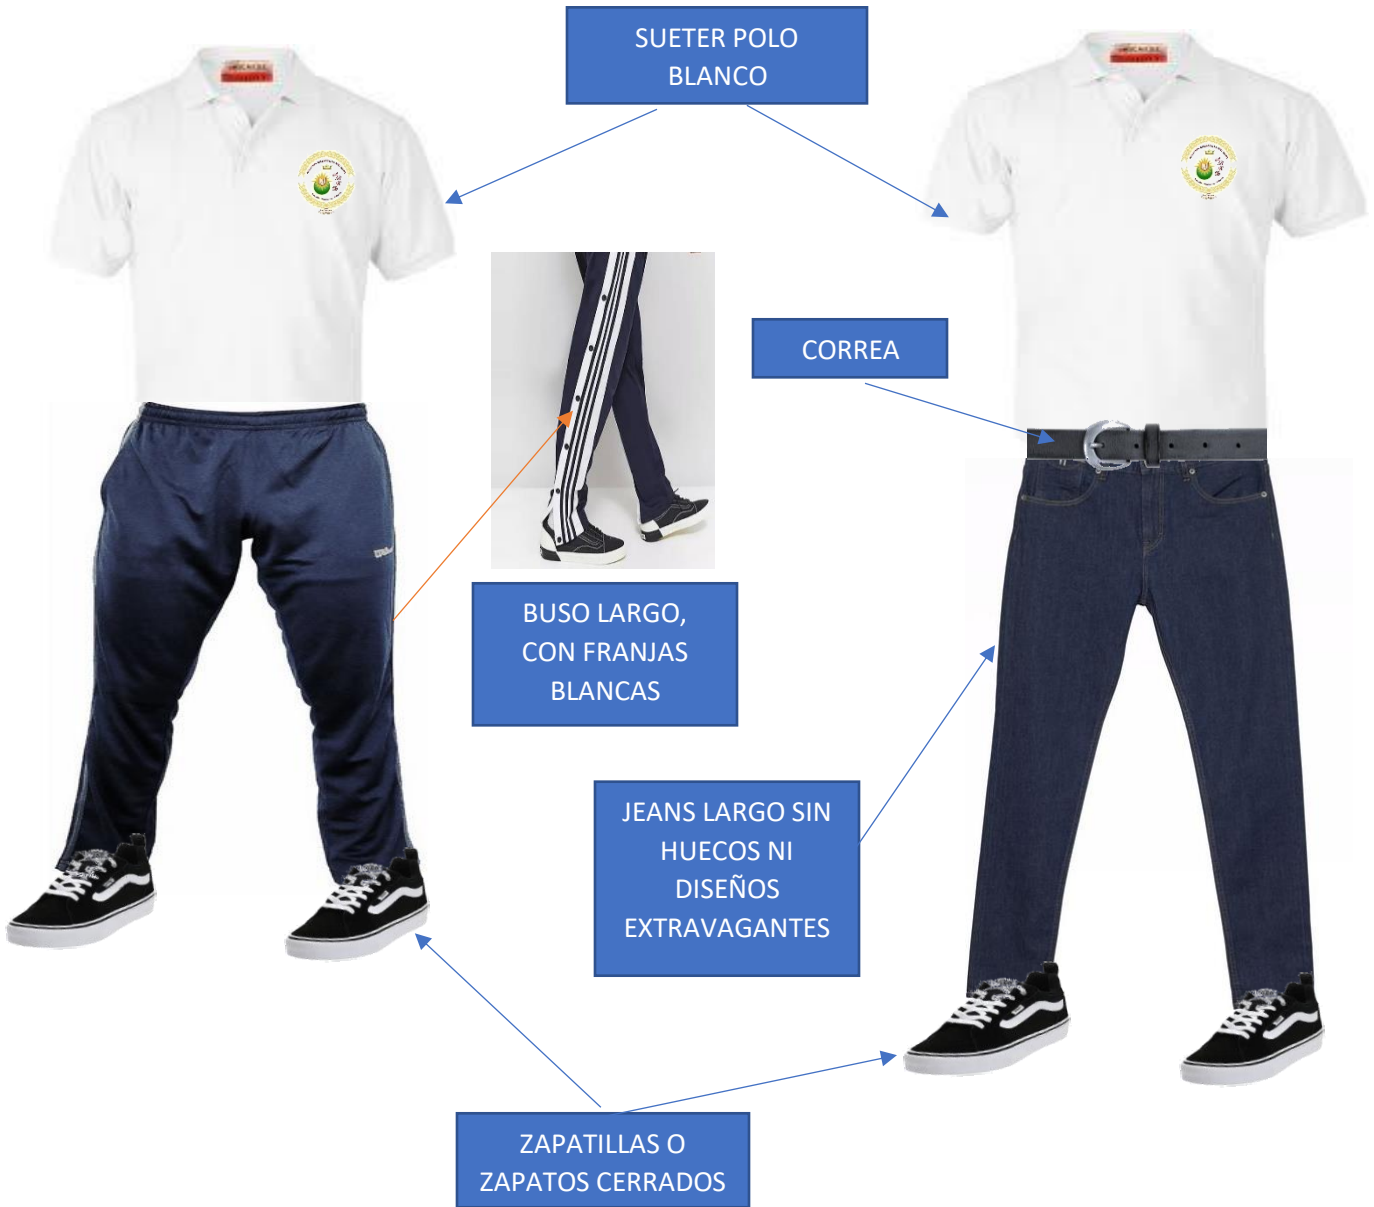 SUETER POLO
BLANCO
CORREA
BUSO LARGO,
CON FRANJAS
BLANCAS
JEANS LARGO SIN
HUECOS NI
DISEÑOS
EXTRAVAGANTES
ZAPATILLAS O
ZAPATOS CERRADOS